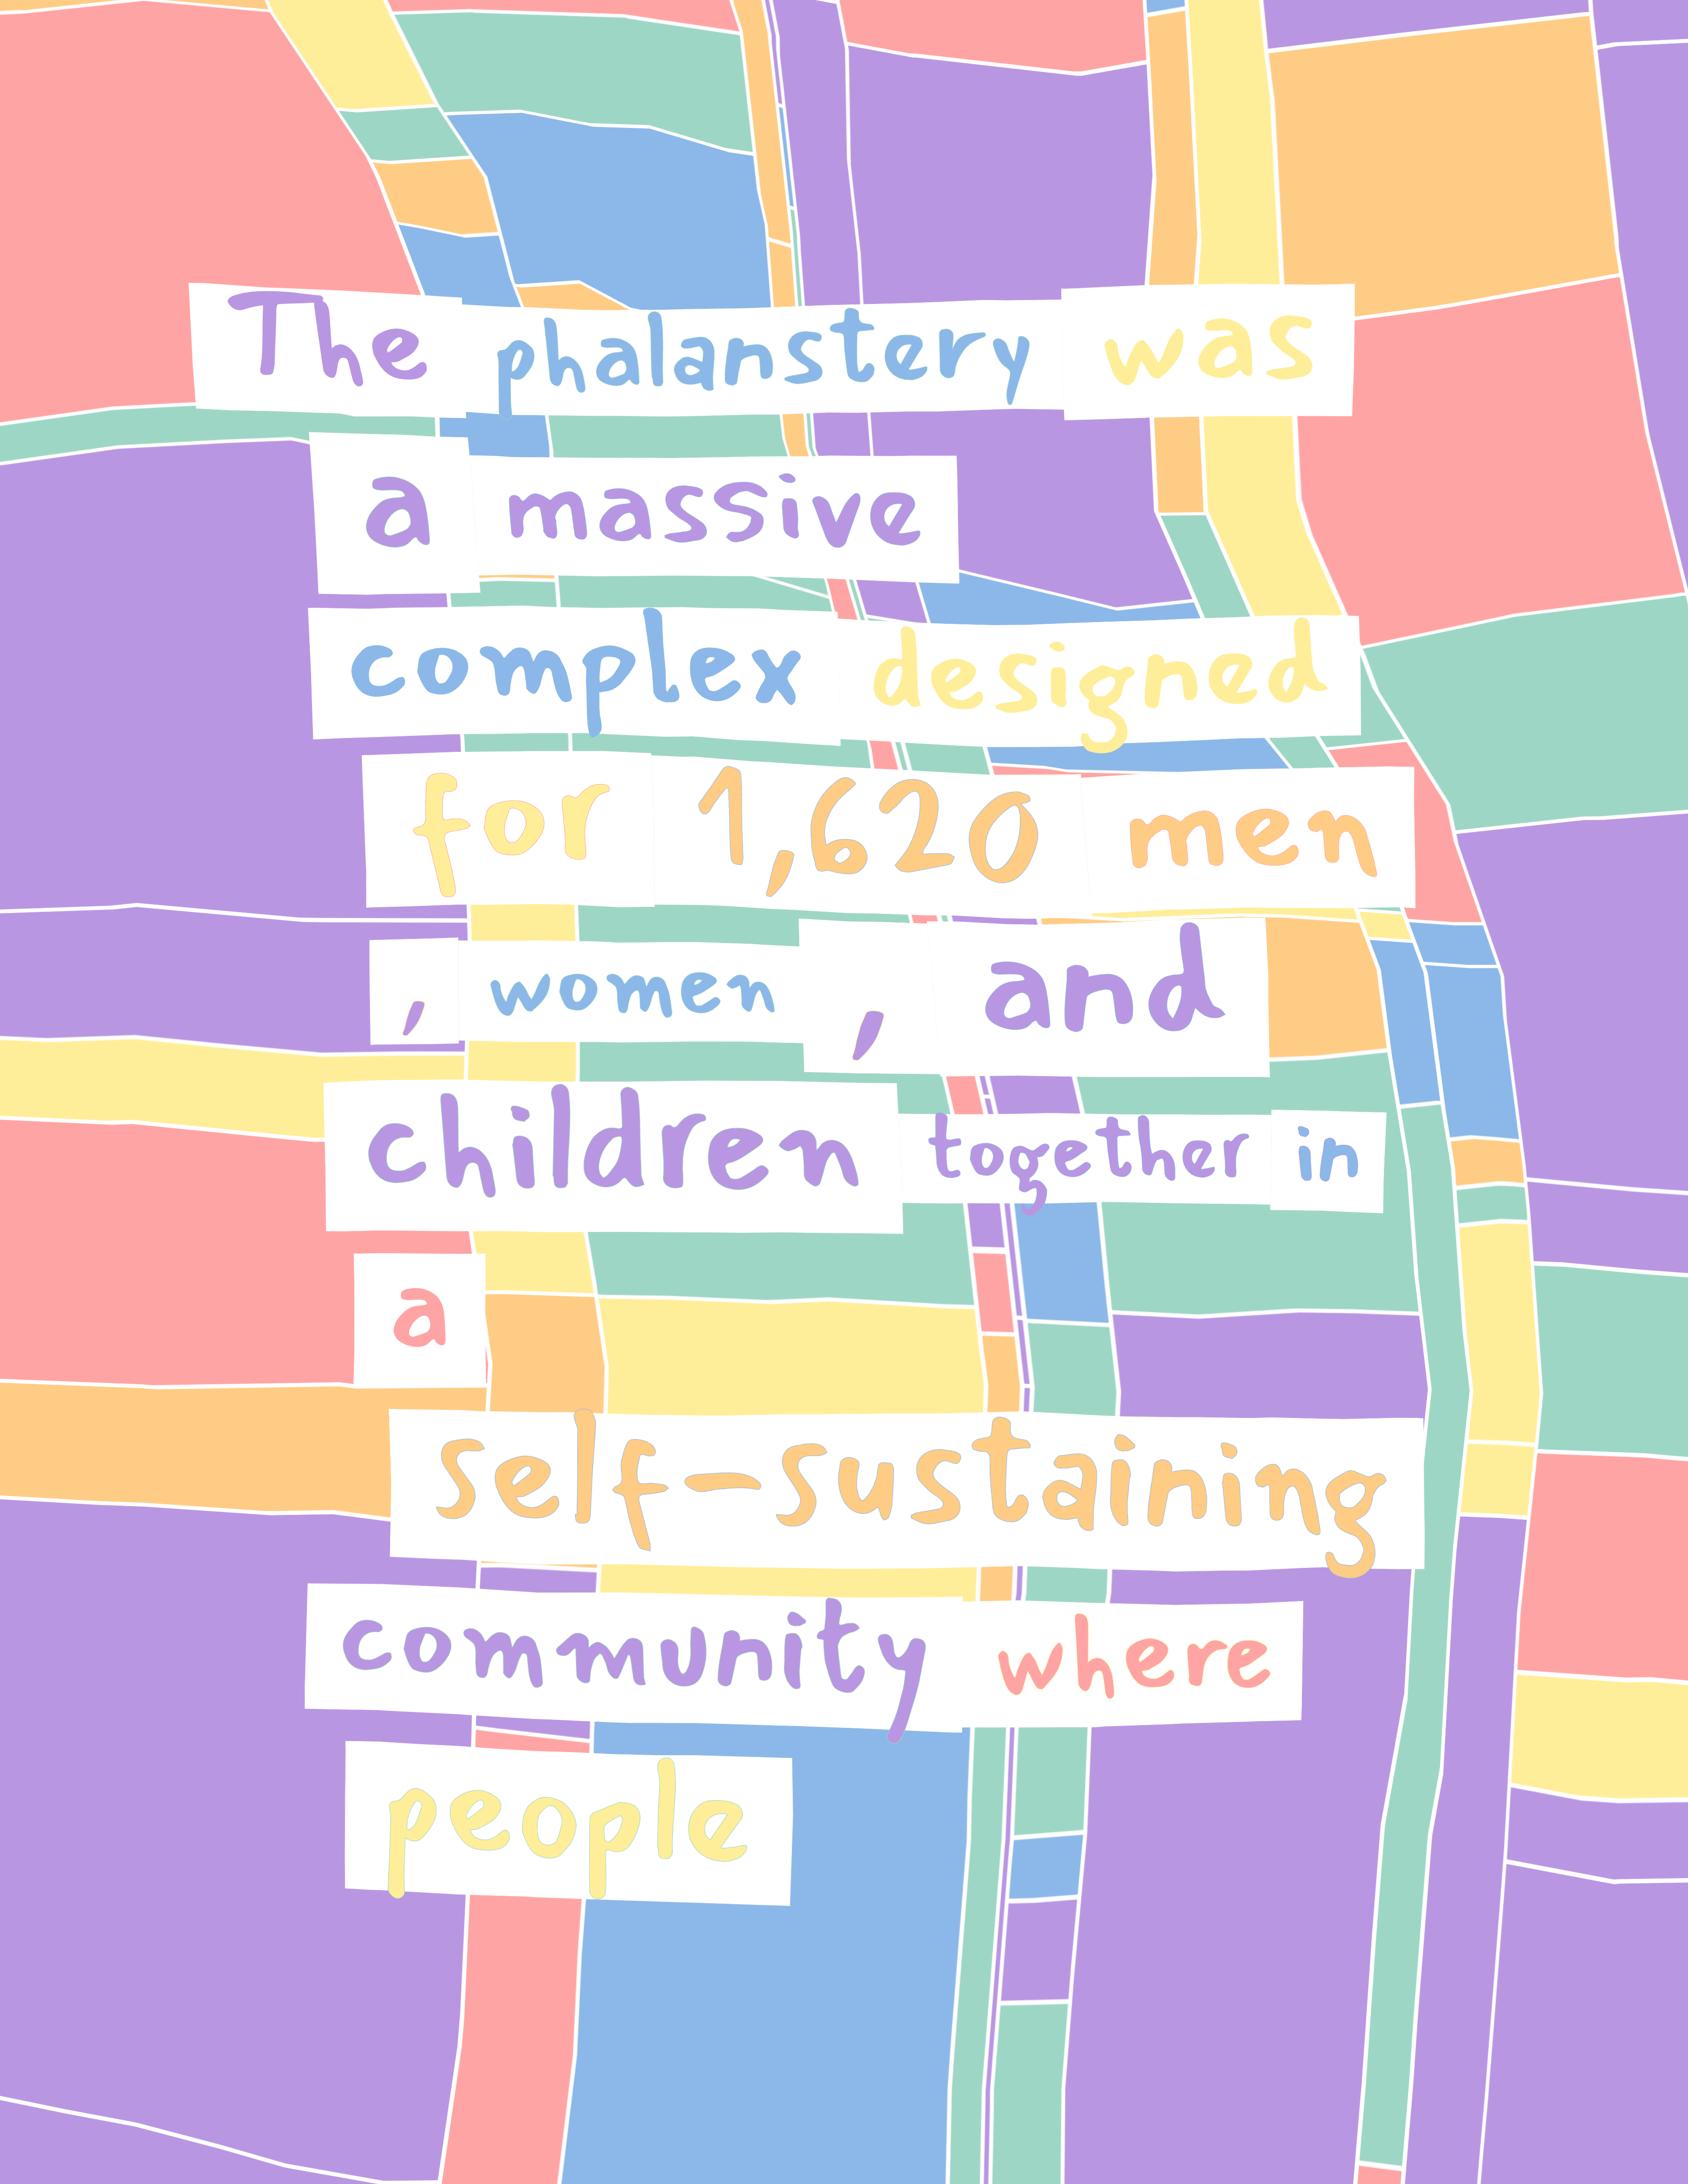 The phalanstery was
a massive
complex designed
for 1,620 men
, women , and
children together in
a
self-sustaining
community where
people